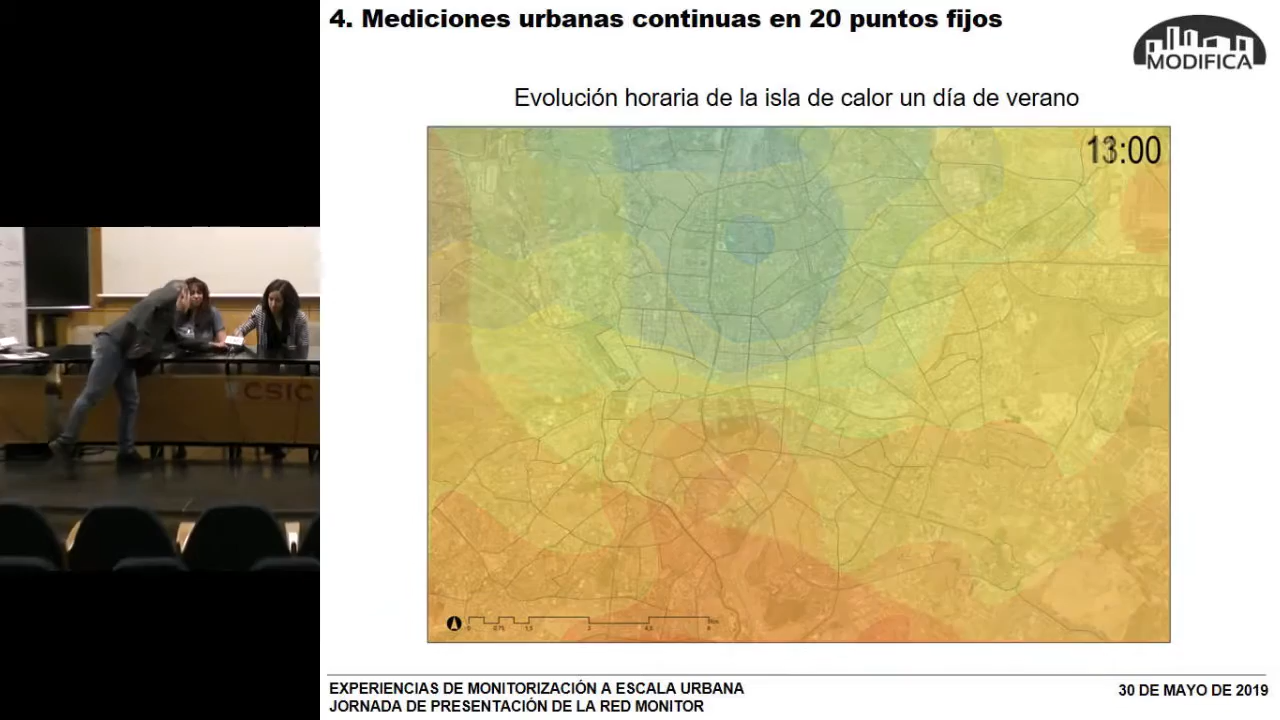 4. Mediciones urbanas continuas en 20 puntos fijos
MODIFICA
Evolución horaria de la isla de calor un día de verano
13:00
CSIC
EXPERIENCIAS DE MONITORIZACIÓN A ESCALA URBANA
JORNADA DE PRESENTACIÓN DE LA RED MONITOR
30 DE MAYO DE 2019